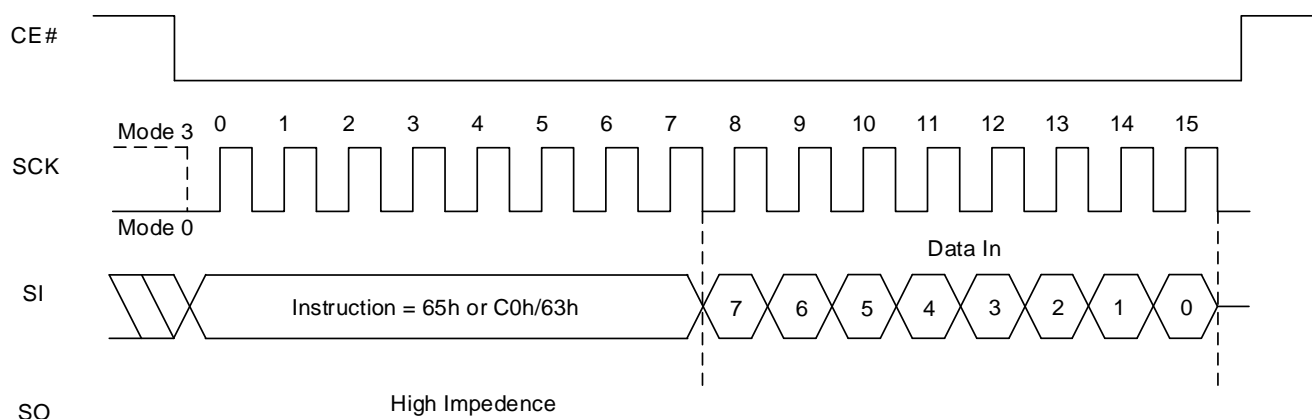 CE#
Mode 3
0 1 2 3 4 5 6 7 8 9 10 11 12 13 14 15
SCK
Mode 0
Data In
SI
Instruction = 65h or C0h/63h
7 6 5 4 3 2 1 0
High Impedence
SO